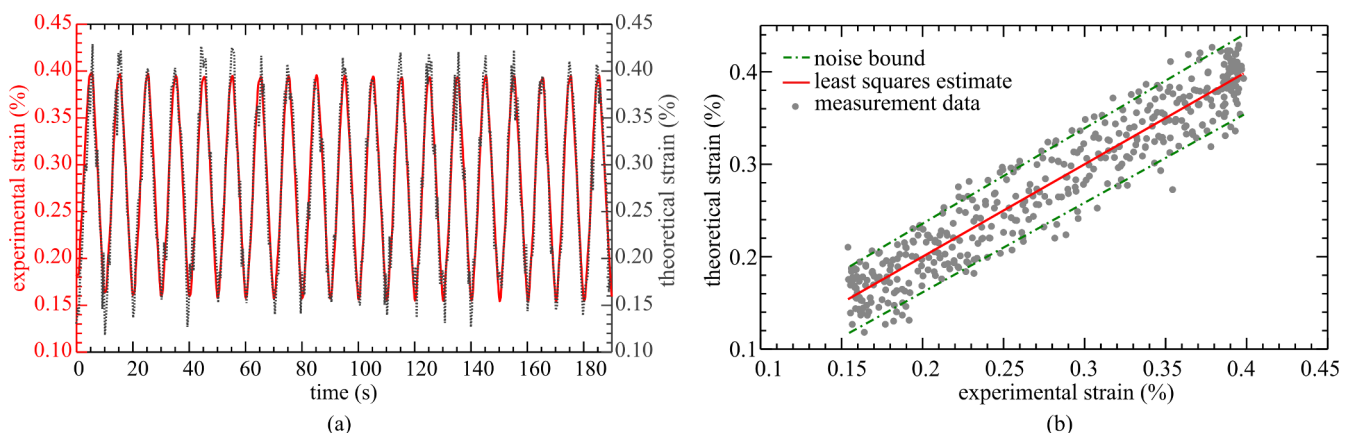 0.45
0.40
0.35
0.30
0.25
0.20
0.15
0.10
experimental strain (%)
0 20 40 60 80 100 120 140 160 180
time (s)
0.45
0.40
0.35
0.30
0.25
0.20
0.15
0.10
theoretical strain (%)
(a)
noise bound
least squares estimate
measurement data
0.4
0.3
0.2
0.1
theoretical strain (%)
0.1 0.15 0.2 0.25 0.3 0.35 0.4 0.45
experimental strain (%)
(b)